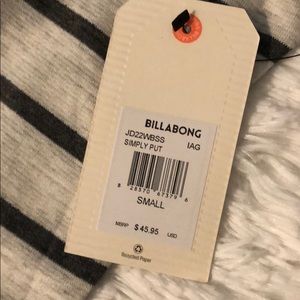 BILLABONG
JD22WBSS IAG
SIMPLY PUT
SMALL
MSRP $ 45.95 USD
Recycled Paper